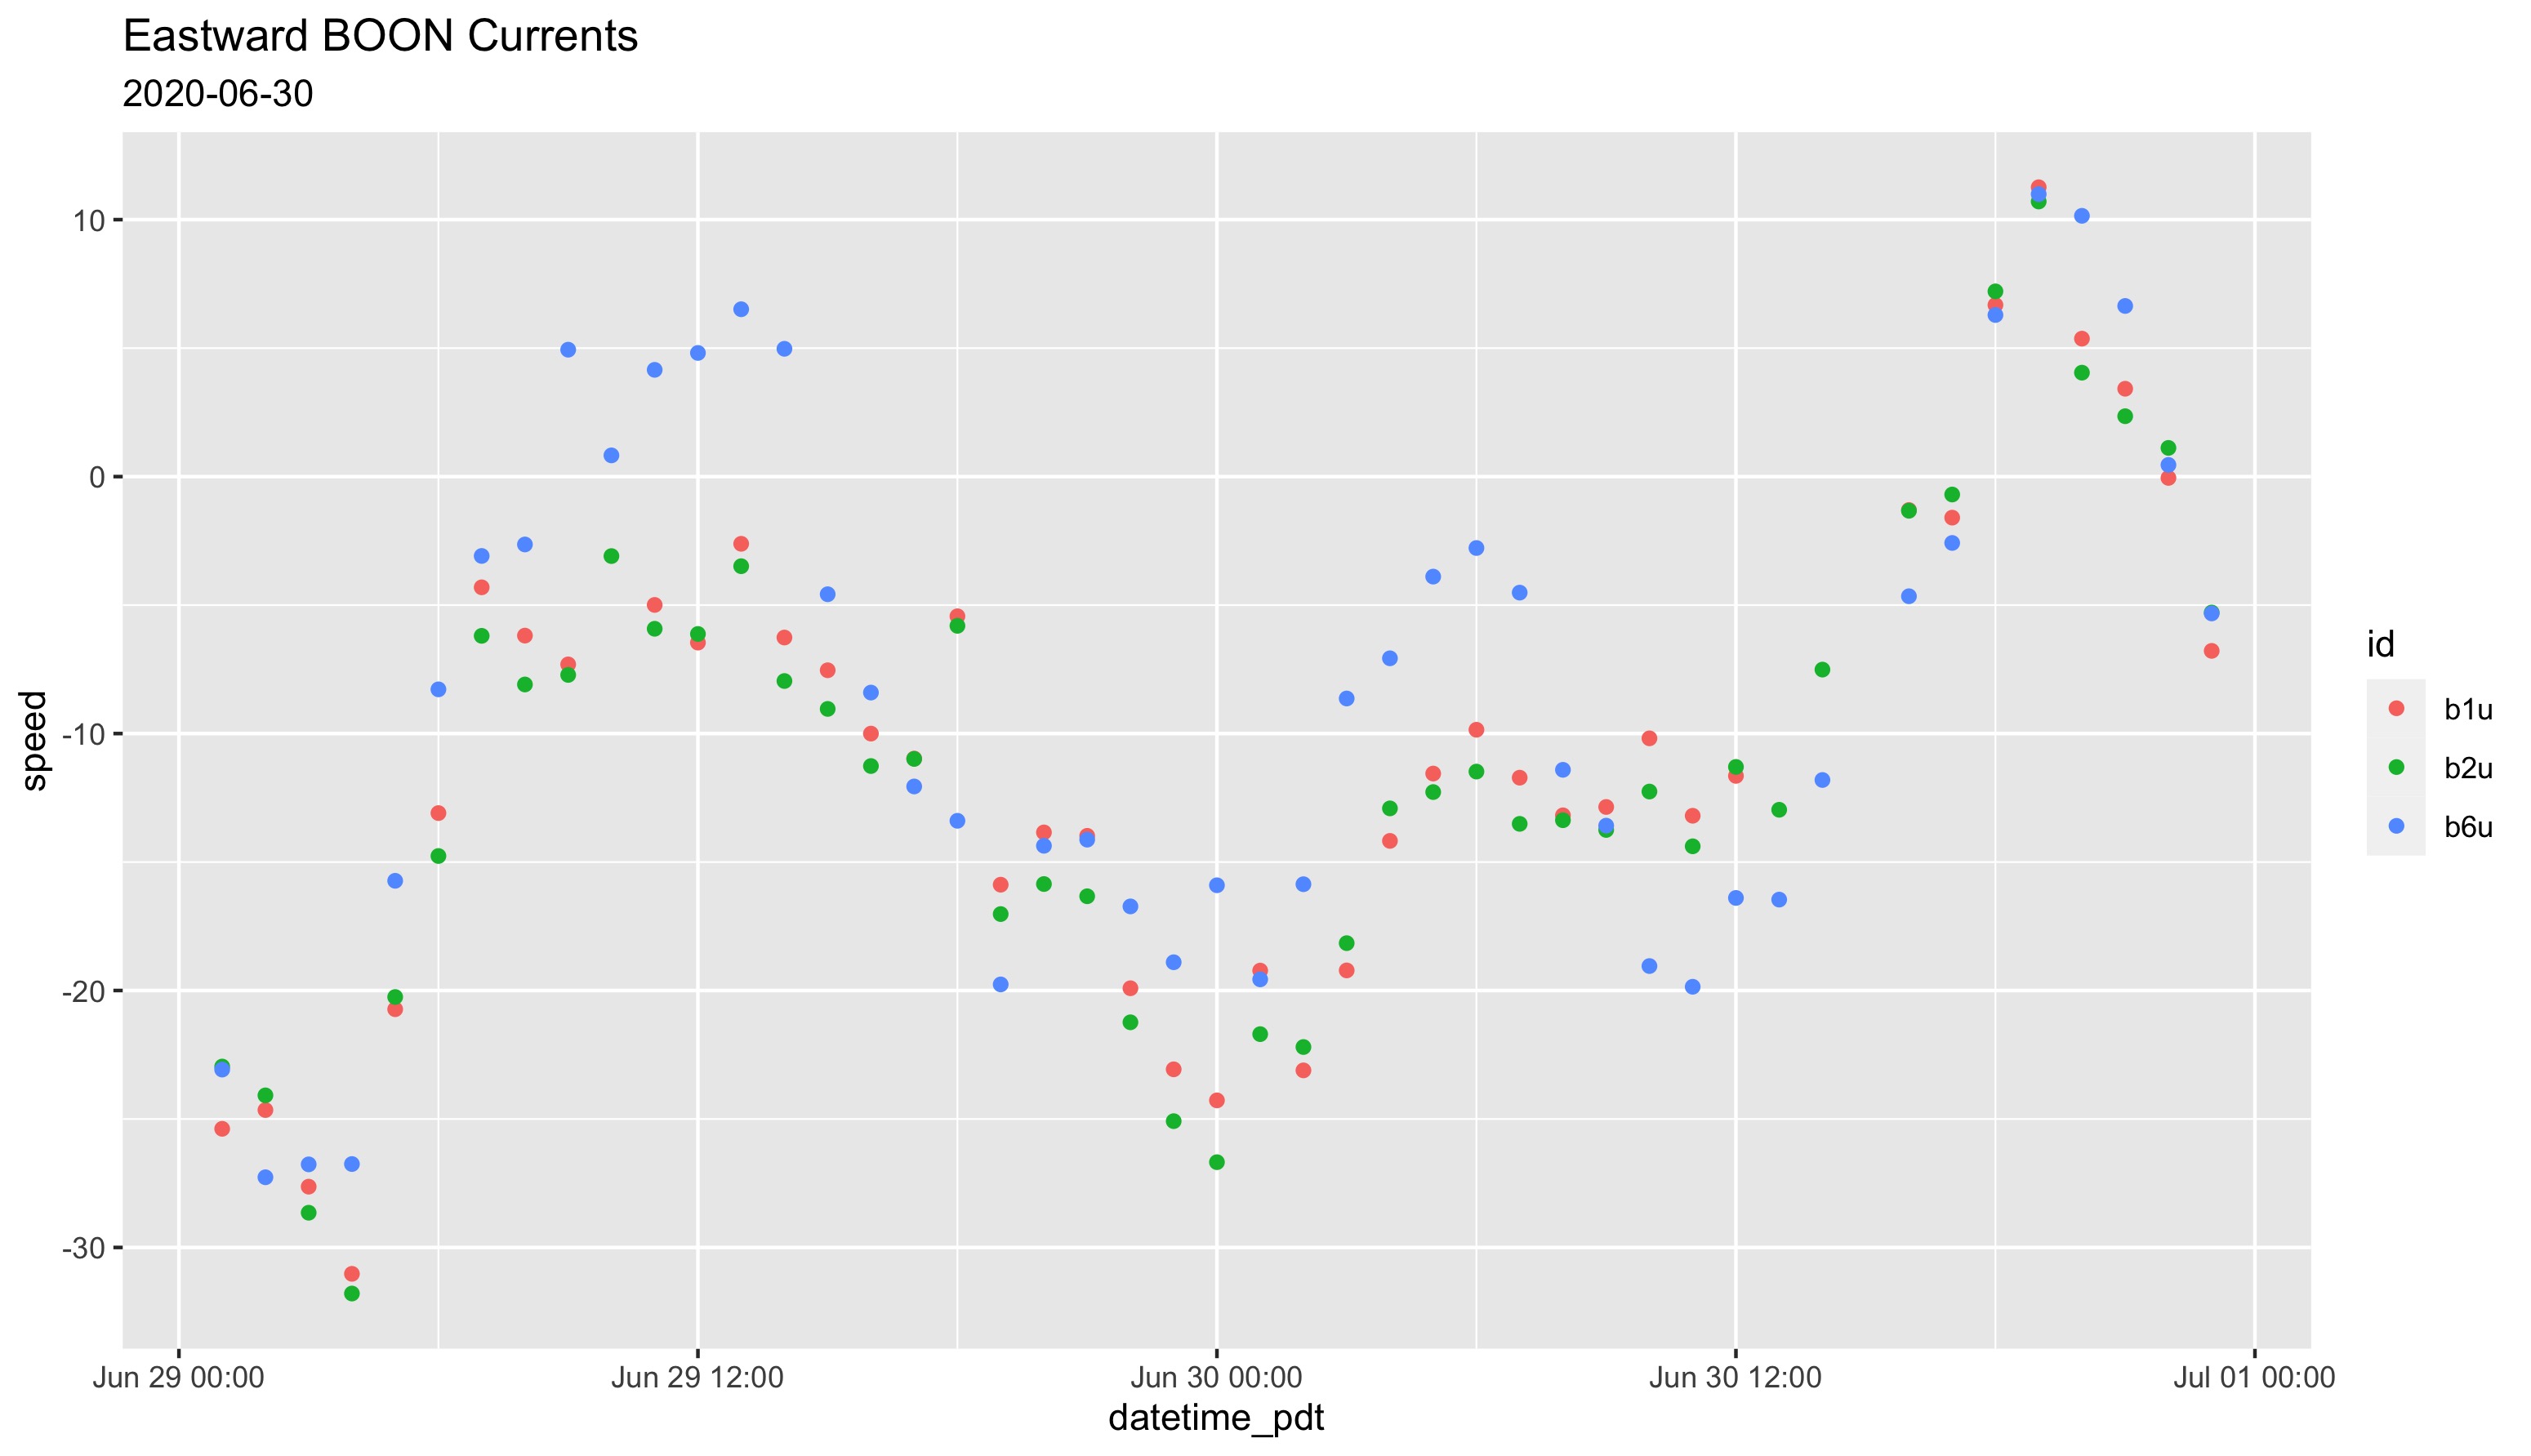 Eastward BOON Currents
2020-06-30
10
0
-10
-20
-30
speed
Jun 29 00:00
Jun 29 12:00
Jun 30 00:00
Jun 30 12:00
Jul 01 00:00
datetime_pdt
id
b1u
b2u
b6u